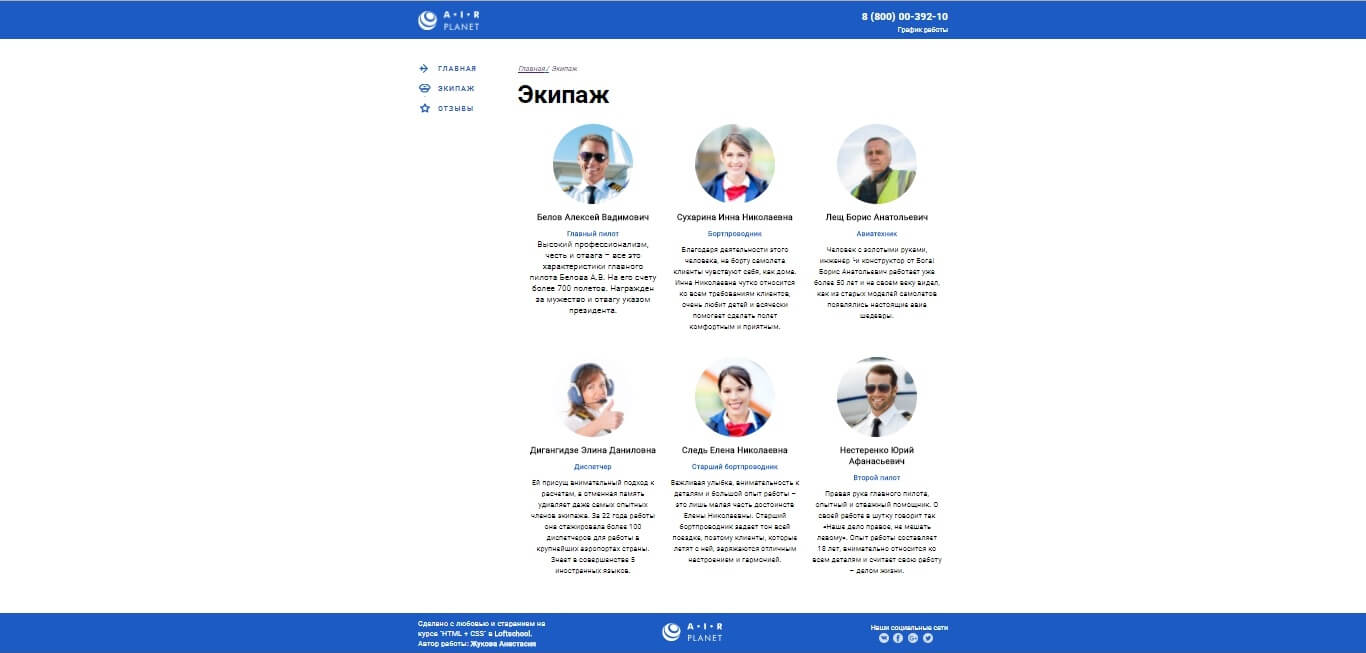 A·I·R
PLANET
8 (800) 00-392-10
График работы
ГЛАВНАЯ
ЭКИПАЖ
ОТЗЫВЫ
Главная / Экипаж
Экипаж
Белов Алексей Вадимович
Главный пилот
Высокий профессионализм,
честь и отвага – все это
характеристики главного
пилота Белова А.В. На его счету
более 700 полетов. Награжден
за мужество и отвагу указом
президента.
Сухарина Инна Николаевна
Бортпроводник
Благодаря деятельности этого
человека, на борту самолета
клиенты чувствуют себя, как дома.
Инна Николаевна чутко относится
ко всем требованиям клиентов,
очень любит детей и всячески
помогает сделать полет
комфортным и приятным.
Лещ Борис Анатольевич
Авиатехник
Человек с золотыми руками,
инженер Чи конструктор от Бога!
Борис Анатольевич работает уже
более 50 лет и на своем веку видел,
как из старых моделей самолетов
появлялись настоящие авиа
шедевры.
Дигангидзе Элина Даниловна
Диспетчер
Ей присущ внимательный подход к
расчетам, а отменная память
удивляет даже самых опытных
членов экипажа. За 22 года работы
она стажировала более 100
диспетчеров для работы в
крупнейших аэропортах страны.
Знает в совершенстве 5
иностранных языков.
Следь Елена Николаевна
Старший бортпроводник
Вежливая улыбка, внимательность к
деталям и большой опыт работы –
это лишь малая часть достоинств
Елены Николаевны. Старший
бортпроводник задает тон всей
поездке, поэтому клиенты, которые
летят с ней, заряжаются отличным
настроением и гармонией.
Нестеренко Юрий
Афанасьевич
Второй пилот
Правая рука главного пилота,
опытный и отважный помощник. О
своей работе в шутку говорит так
«Наше дело правое, не мешать
левому». Опыт работы составляет
18 лет, внимательно относится ко
всем деталям и считает свою работу
– делом жизни.
Сделано с любовью и старанием на
курсе "HTML + CSS" в Loftschool.
Автор работы: Жукова Анастасия
A·I·R
PLANET
Наши социальные сети